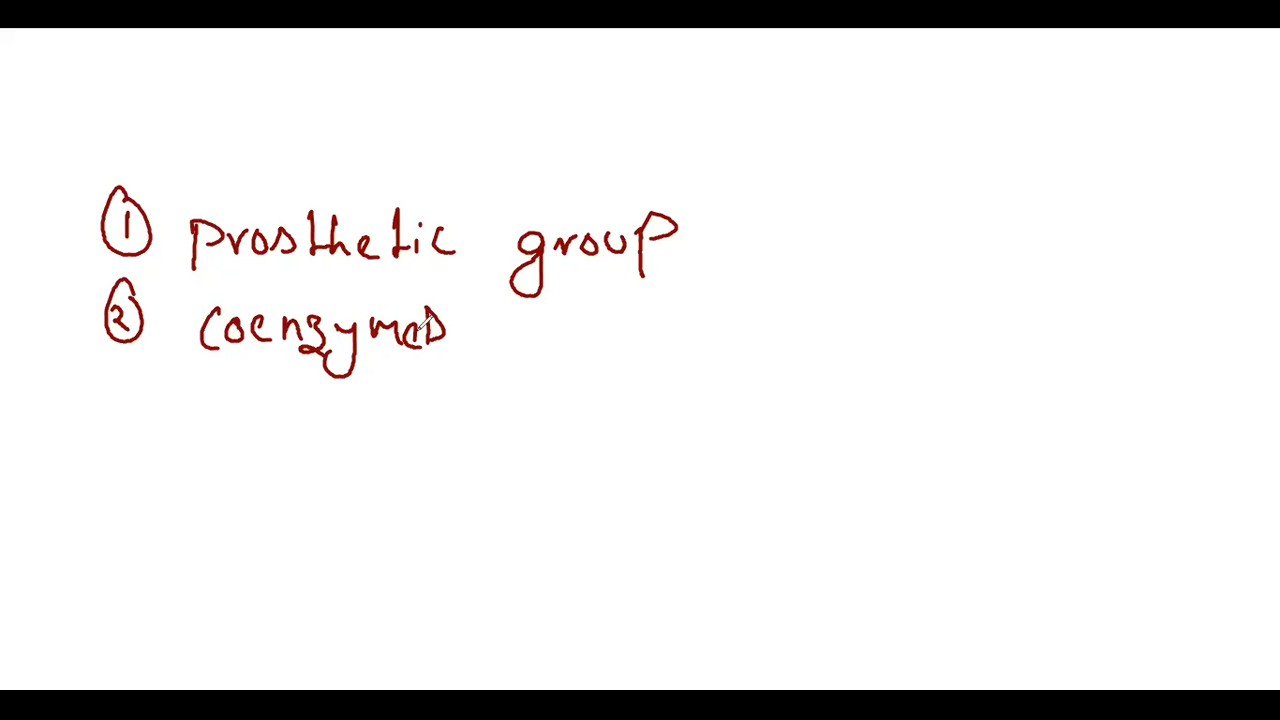 ① prosthetic group
② coenzymes